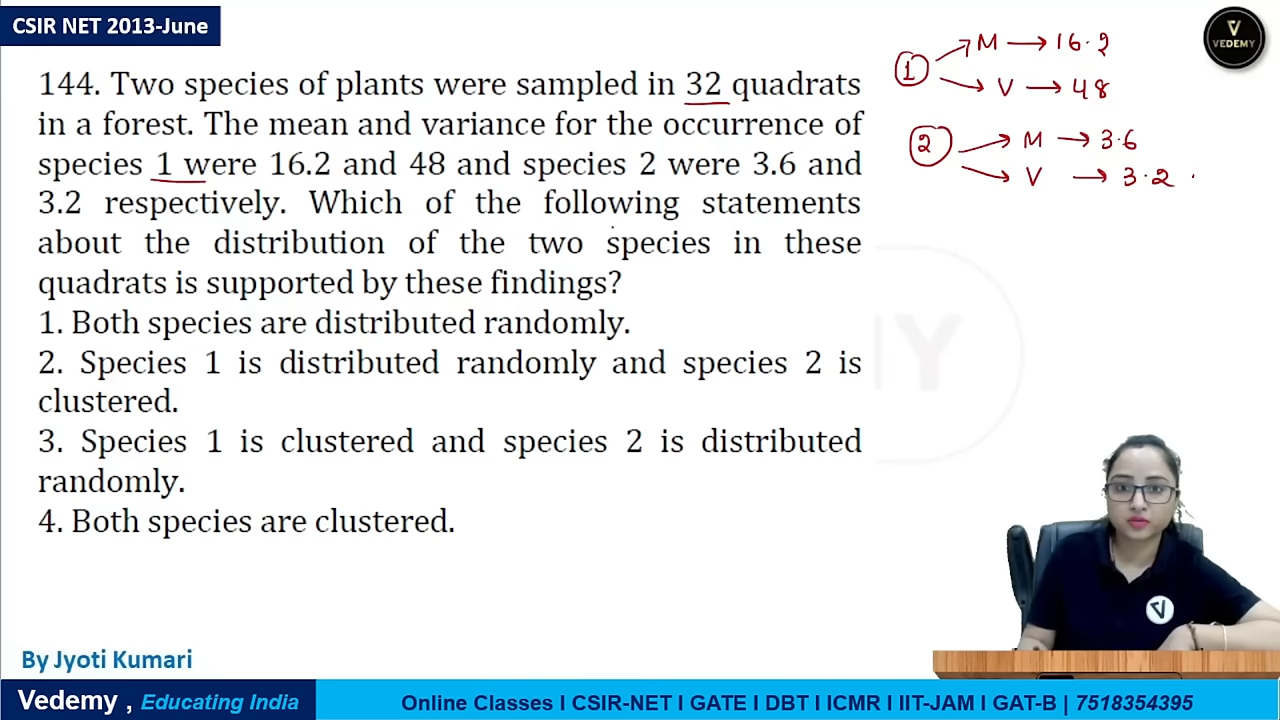 CSIR NET 2013-June
144. Two species of plants were sampled in 32 quadrats
in a forest. The mean and variance for the occurrence of
species 1 were 16.2 and 48 and species 2 were 3.6 and
3.2 respectively. Which of the following statements
about the distribution of the two species in these
quadrats is supported by these findings?
1. Both species are distributed randomly.
2. Species 1 is distributed randomly and species 2 is
clustered.
3. Species 1 is clustered and species 2 is distributed
randomly.
4. Both species are clustered.
1 M → 16.2
V → 48
2 M → 3.6
V → 3.2
V
VEDEMY
MY
V
By Jyoti Kumari
Vedemy , Educating India
Online Classes I CSIR-NET I GATE I DBT I ICMR I IIT-JAM I GAT-B | 7518354395